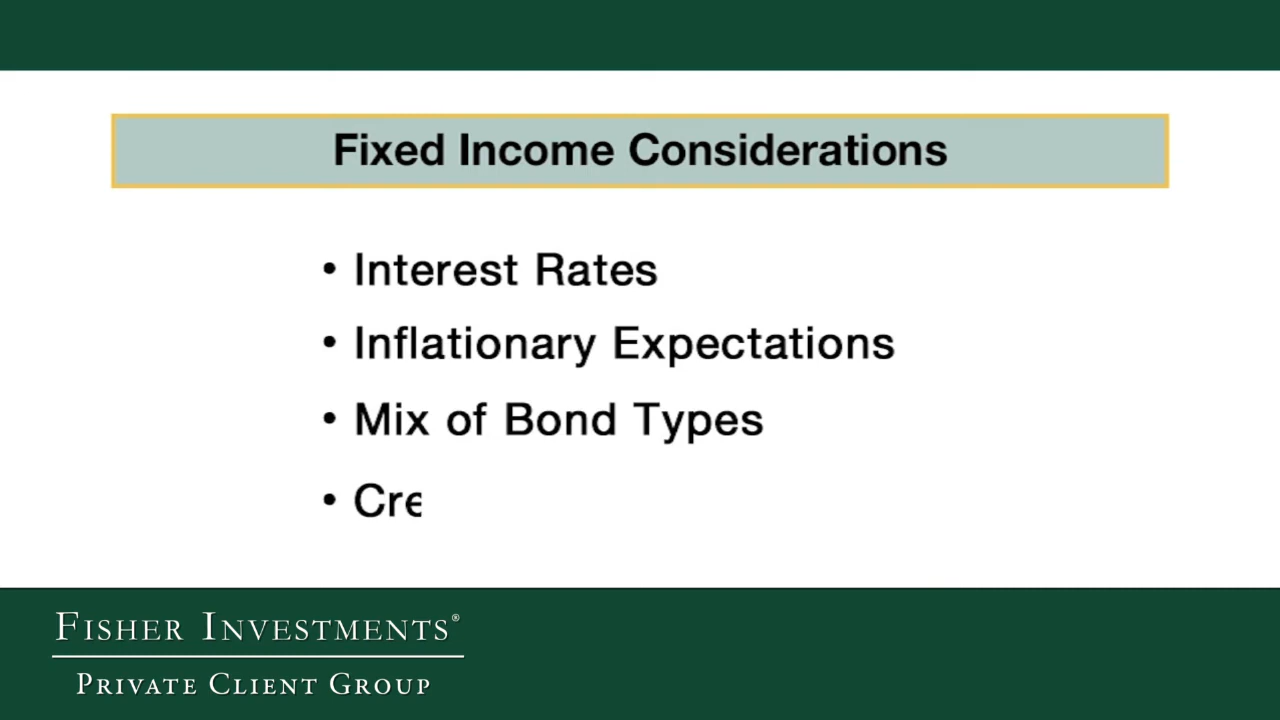 Fixed Income Considerations
• Interest Rates
• Inflationary Expectations
• Mix of Bond Types
• Cre
FISHER INVESTMENTS®
PRIVATE CLIENT GROUP